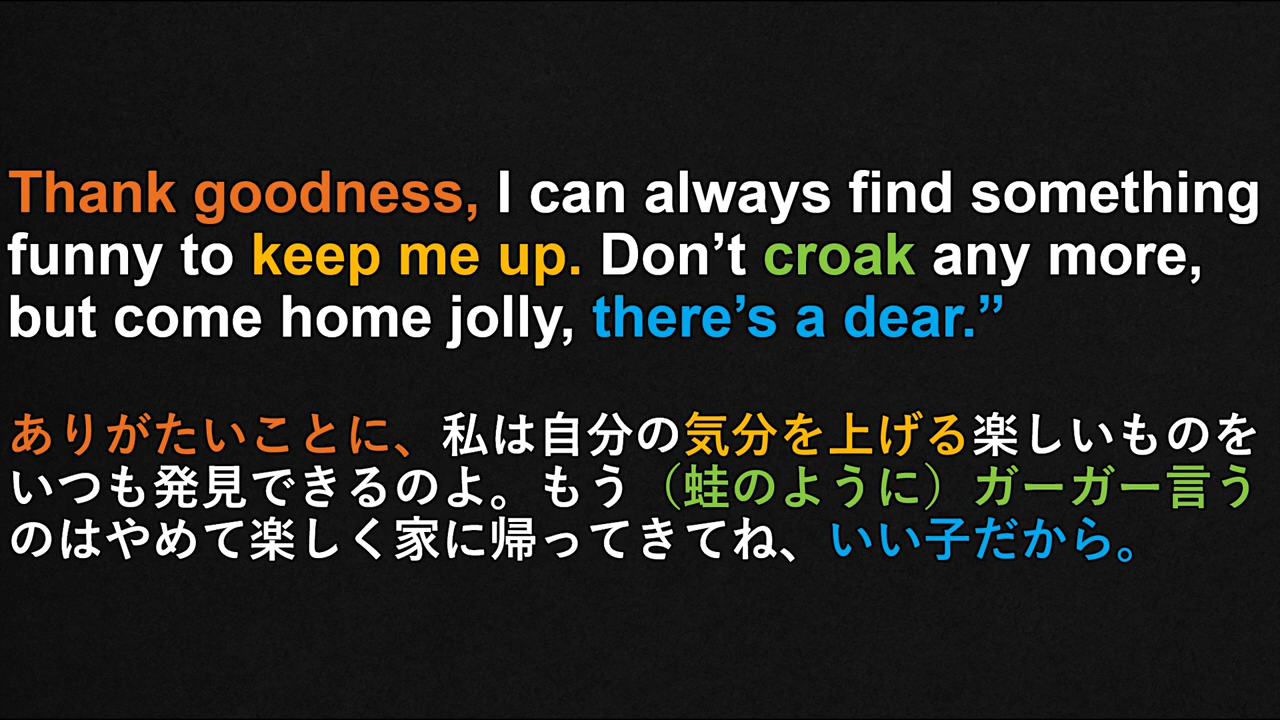 Thank goodness, I can always find something
funny to keep me up. Don’t croak any more,
but come home jolly, there’s a dear.”
ありがたいことに、私は自分の気分を上げる楽しいものを
いつも発見できるのよ。もう（蛙のように）ガーガー言う
のはやめて楽しく家に帰ってきてね、いい子だから。